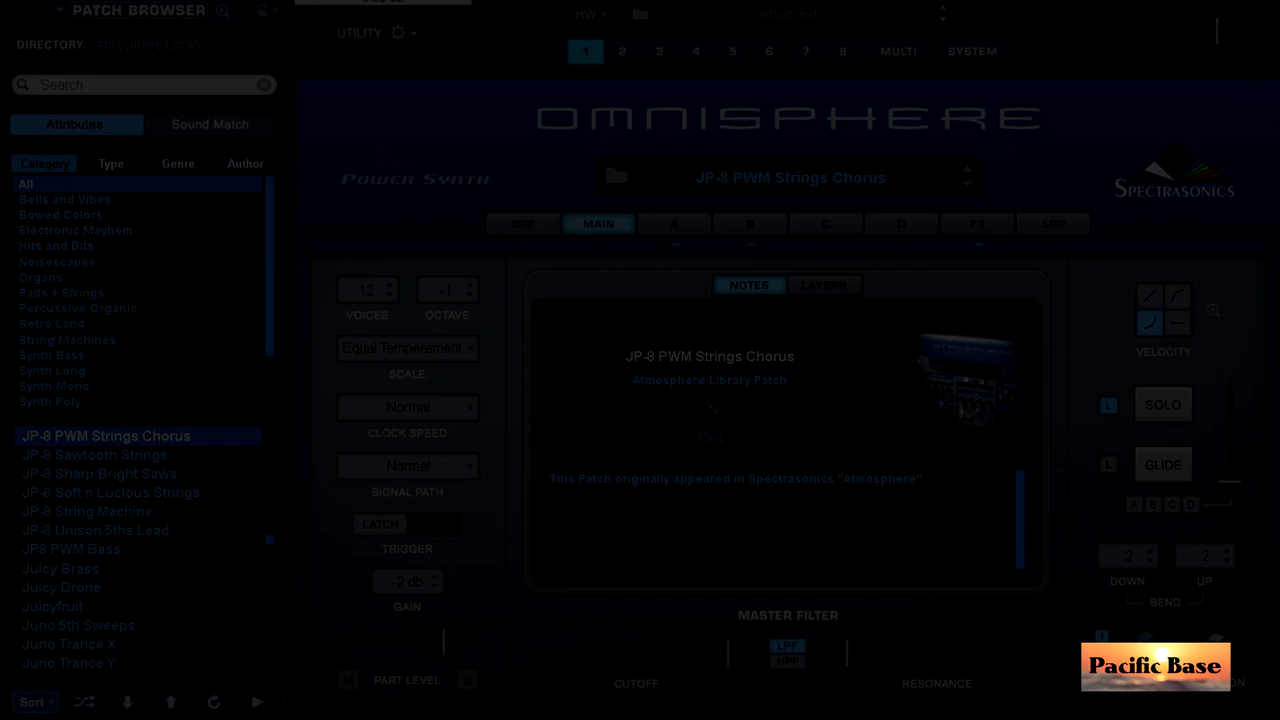 PATCH BROWSER
DIRECTORY: Atmosphere Library
Search
Attributes Sound Match
Category Type Genre Author
All
Bells and Vibes
Bowed Colors
Electronic Mayhem
Hits and Bits
Noisescapes
Organs
Pads + Strings
Percussive Organic
Retro Land
String Machines
Synth Bass
Synth Long
Synth Mono
Synth Poly
JP-8 PWM Strings Chorus
JP-8 Sawtooth Strings
JP-8 Sharp Bright Saws
JP-8 Soft n Lucious Strings
JP-8 String Machine
JP-8 Unison 5ths Lead
JP8 PWM Bass
Juicy Brass
Juicy Drone
Juicyfruit
Juno 5th Sweeps
Juno Trance X
Juno Trance Y
Sort
UTILITY
HW
default multi
1 2 3 4 5 6 7 8 MULTI SYSTEM
OMNISPHERE
POWER SYNTH
JP-8 PWM Strings Chorus
SPECTRASONICS
ORB MAIN A B C D FX ARP
12 -1
VOICES OCTAVE
Equal Temperament
SCALE
Normal
CLOCK SPEED
Normal
SIGNAL PATH
LATCH
TRIGGER
-2 db
GAIN
M PART LEVEL S
NOTES LAYERS
JP-8 PWM Strings Chorus
Atmosphere Library Patch
This Patch originally appeared in Spectrasonics "Atmosphere".
MASTER FILTER
LPF
HPF
CUTOFF RESONANCE
VELOCITY
L SOLO
L GLIDE
A B C D
2 2
DOWN UP
BEND
1
Pacific Base